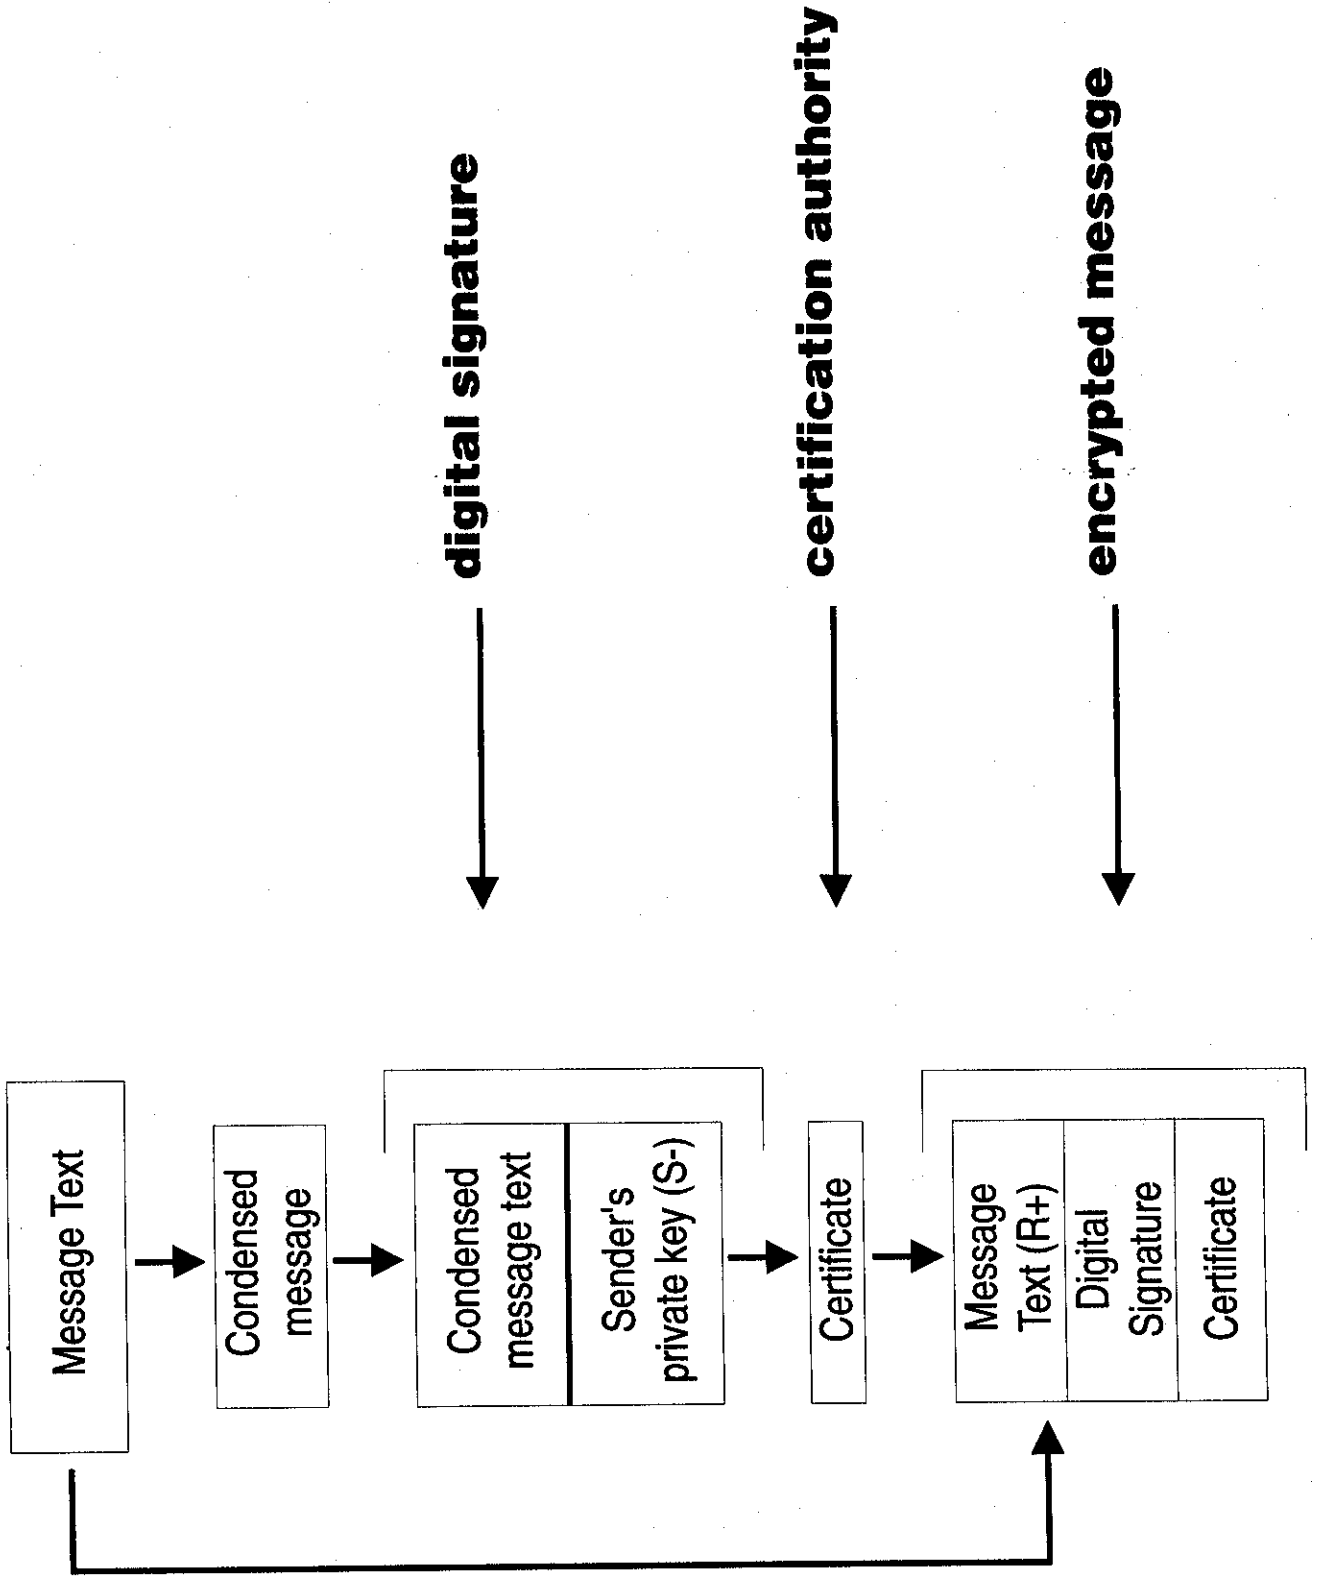 Message Text
Condensed
message
Condensed
message text
Sender's
private key (S-)
digital signature
Certificate
certification authority
Message
Text (R+)
Digital
Signature
Certificate
encrypted message